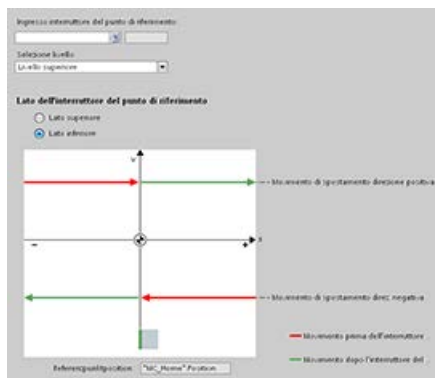 Ingresso interruttore del punto di riferimento:
Selezione livello
Livello superiore
Lato dell'interruttore del punto di riferimento
Lato superiore
Lato inferiore
v
Movimento di spostamento direzione positiva
x
- +
Movimento di spostamento direz. negativa
Movimento prima dell'interruttore ...
Movimento dopo l'interruttore del ...
Referenzpunktposition: "MC_Home".Position